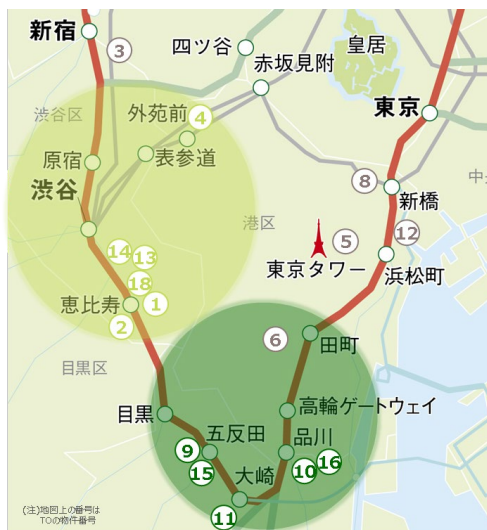 新宿
3
四ツ谷
皇居
赤坂見附
渋谷区
外苑前
4
東京
原宿
表参道
渋谷
8
新橋
中央
港区
5
12
東京タワー
浜松町
14
13
18
恵比寿
1
2
6
田町
目黒区
目黒
高輪ゲートウェイ
五反田
品川
9
15
10
16
大崎
11
(注)地図上の番号は
TOの物件番号